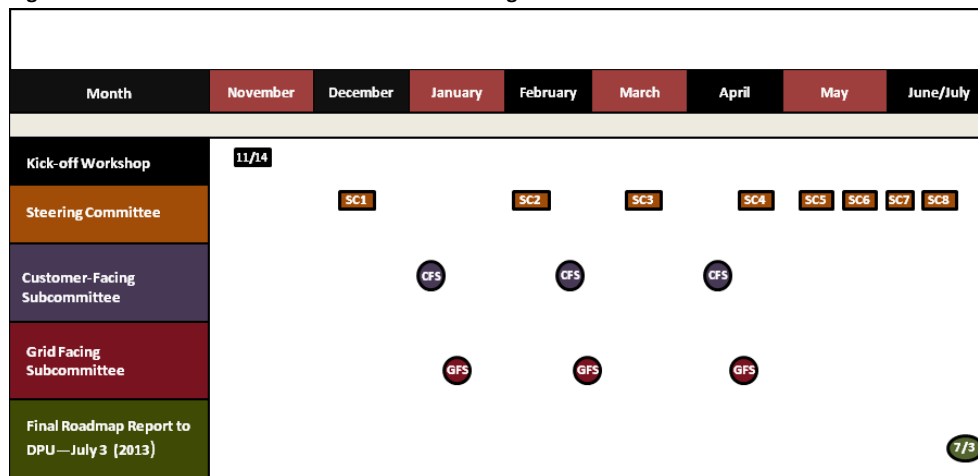 Month November December January February March April May June/July
Kick-off Workshop 11/14
Steering Committee SC1 SC2 SC3 SC4 SC5 SC6 SC7 SC8
Customer-Facing
Subcommittee
CFS CFS CFS
Grid Facing
Subcommittee
GFS GFS GFS
Final Roadmap Report to
DPU—July 3 (2013)
7/3